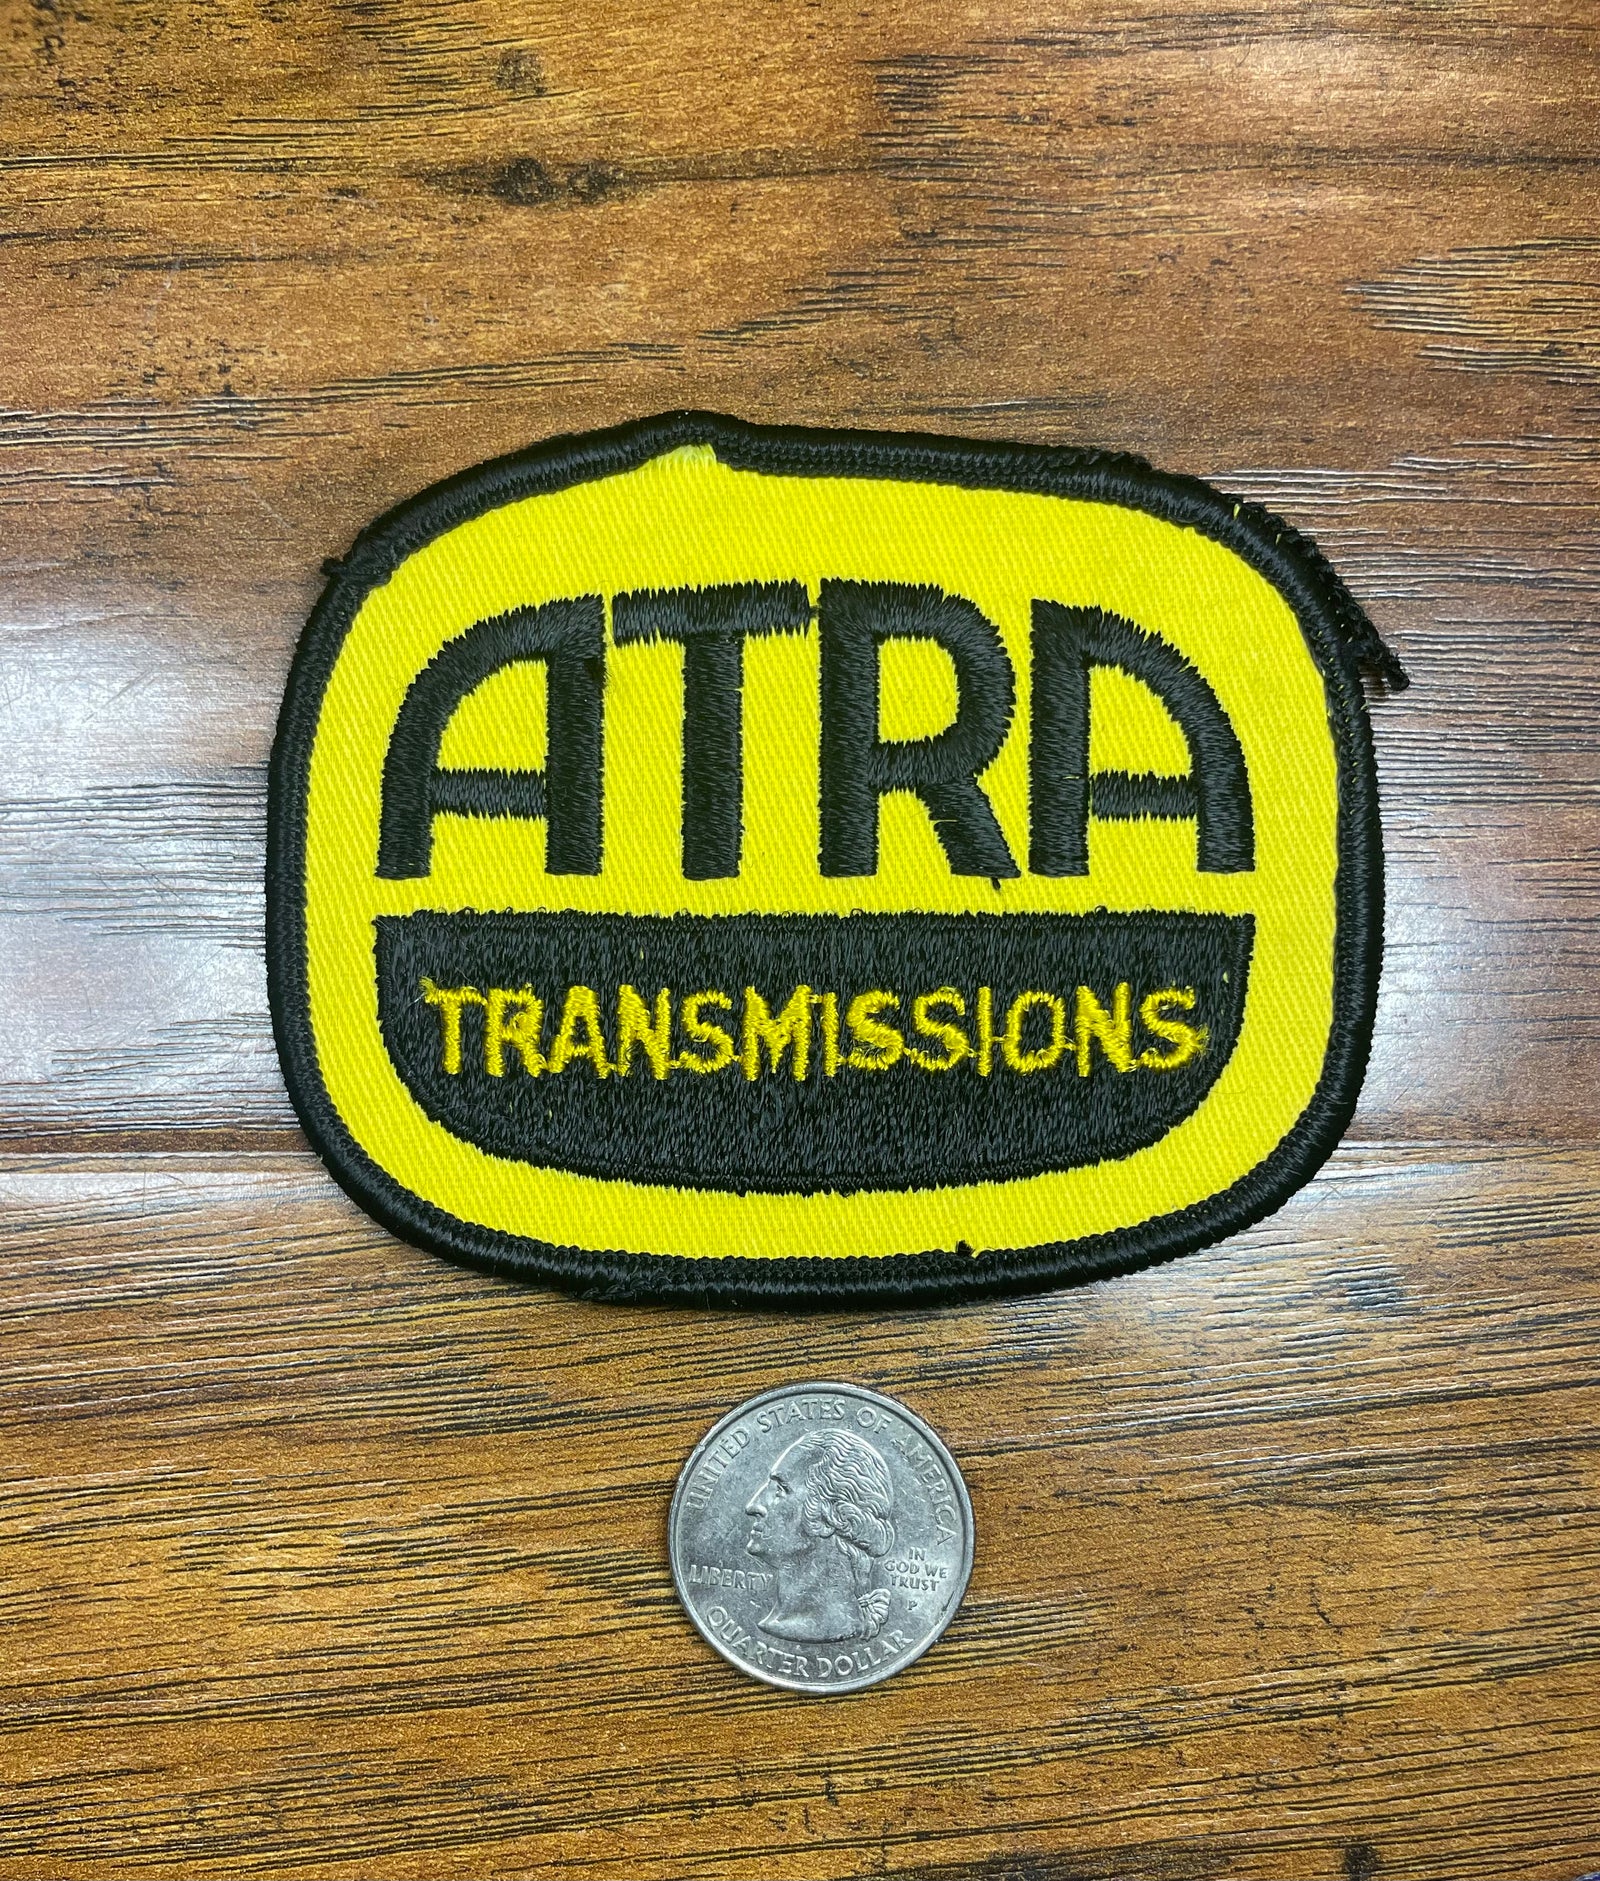 ATRA
TRANSMISSIONS
UNITED STATES OF AMERICA
LIBERTY
IN
GOD WE
TRUST
P
QUARTER DOLLAR